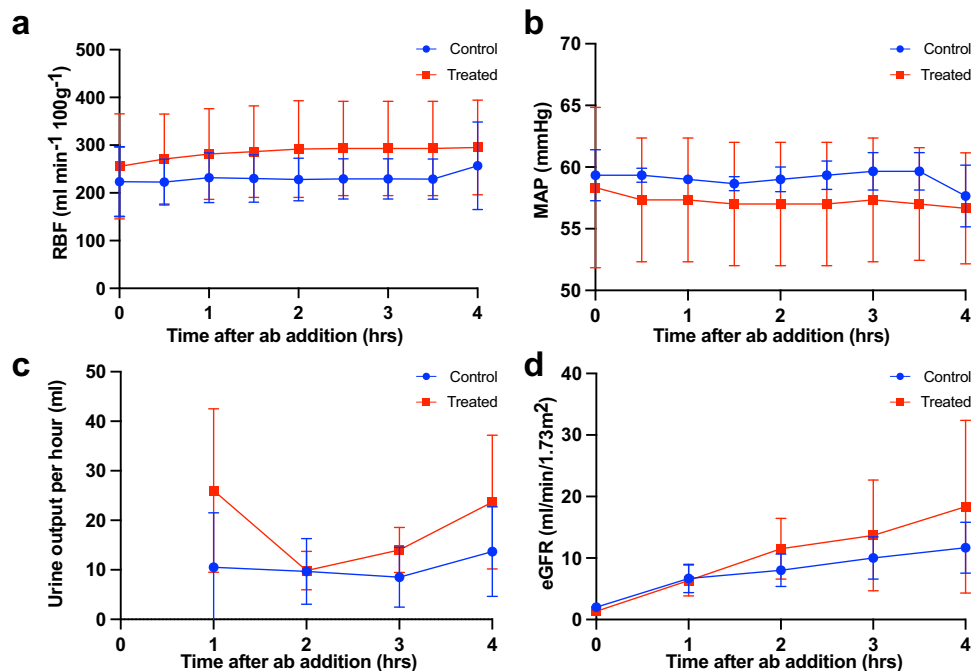 a
Control
Treated
RBF (ml min⁻¹ 100g⁻¹)
500
400
300
200
100
0
0 1 2 3 4
Time after ab addition (hrs)
b
Control
Treated
MAP (mmHg)
70
65
60
55
50
0 1 2 3 4
Time after ab addition (hrs)
c
Control
Treated
Urine output per hour (ml)
50
40
30
20
10
0
0 1 2 3 4
Time after ab addition (hrs)
d
Control
Treated
eGFR (ml/min/1.73m²)
40
30
20
10
0
0 1 2 3 4
Time after ab addition (hrs)